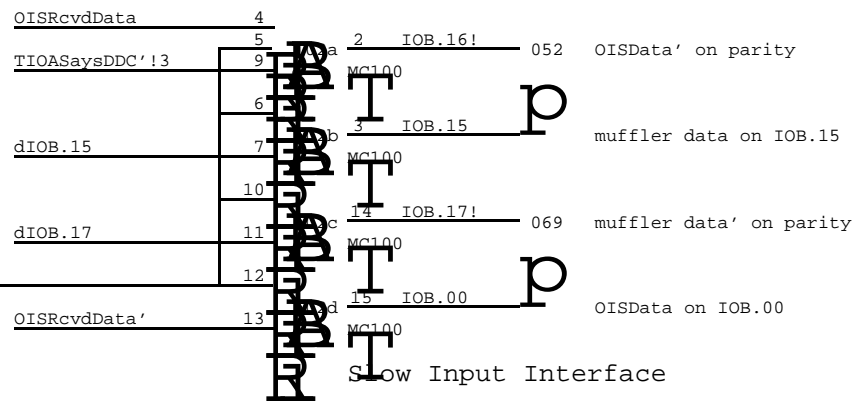 OISRcvdData 4
5 2 IOB.16! 052 OISData' on parity
TIOASaysDDC'!3 9
MC100
T
p
6
3 IOB.15
dIOB.15 7 b muffler data on IOB.15
MC100
T
10
14 IOB.17! 069 muffler data' on parity
dIOB.17 11 c
MC100
T
p
12
15 IOB.00
OISRcvdData' 13 d OISData on IOB.00
MC100
T
Slow Input Interface